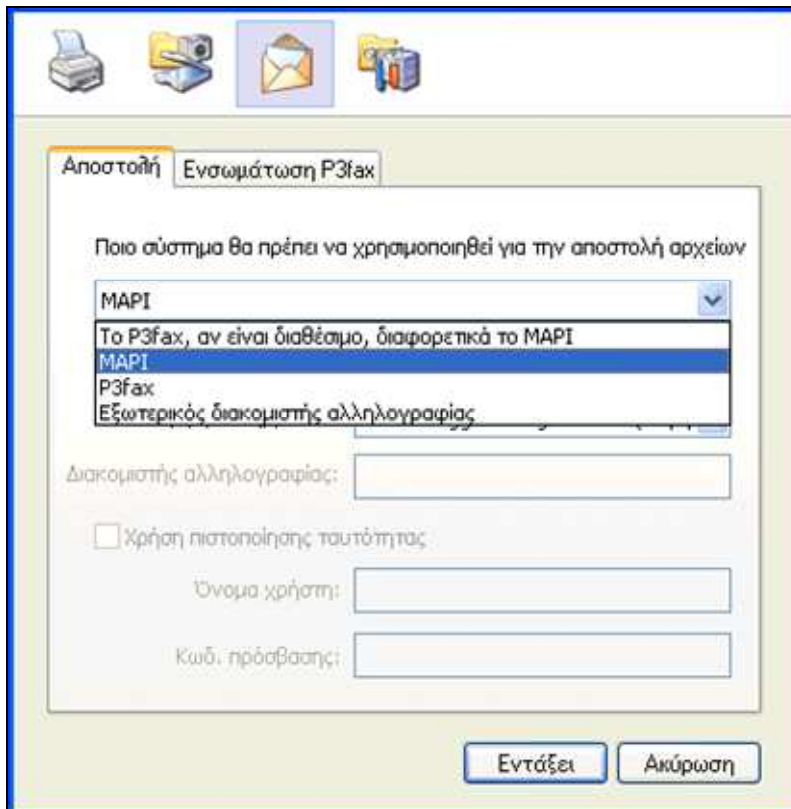 Αποστολή
Ενσωμάτωση P3fax
Ποιο σύστημα θα πρέπει να χρησιμοποιηθεί για την αποστολή αρχείων
MAPI
Το P3fax, αν είναι διαθέσιμο, διαφορετικά το MAPI
MAPI
P3fax
Εξωτερικός διακομιστής αλληλογραφίας
Διακομιστής αλληλογραφίας:
Χρήση πιστοποίησης ταυτότητας
Όνομα χρήστη:
Κωδ. πρόσβασης:
Εντάξει
Ακύρωση